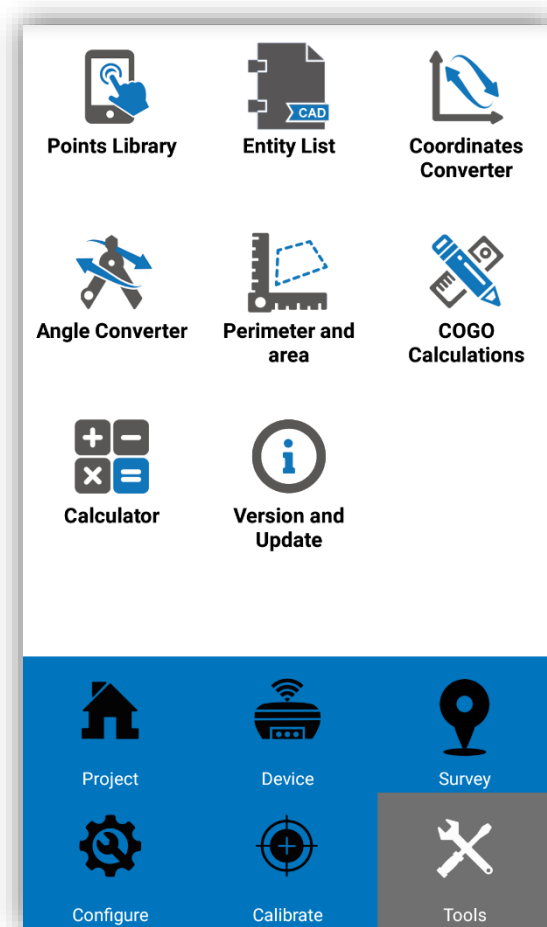 CAD
Points Library
Entity List
Coordinates
Converter
Angle Converter
Perimeter and
area
COGO
Calculations
Calculator
Version and
Update
Project
Device
Survey
Configure
Calibrate
Tools